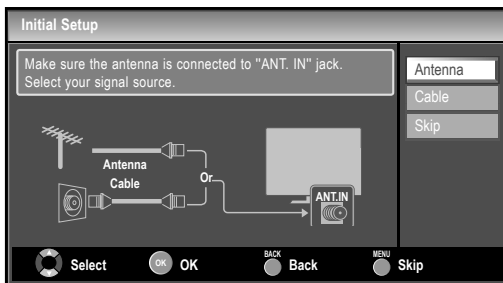 Initial Setup
Make sure the antenna is connected to "ANT. IN" jack.
Select your signal source.
Antenna
Cable
Skip
Antenna
Cable
Or
ANT.IN
Select
OK OK
BACK Back
MENU Skip